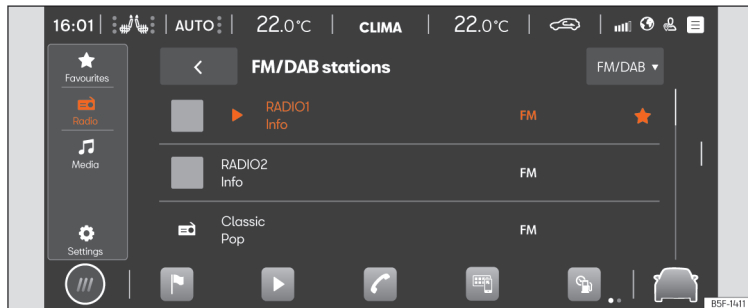 16:01 AUTO 22.0°C CLIMA 22.0°C
Favourites
Radio
Media
Settings
FM/DAB stations FM/DAB
RADIO1
Info
FM
RADIO2
Info
FM
Classic
Pop
FM
B5F-1411